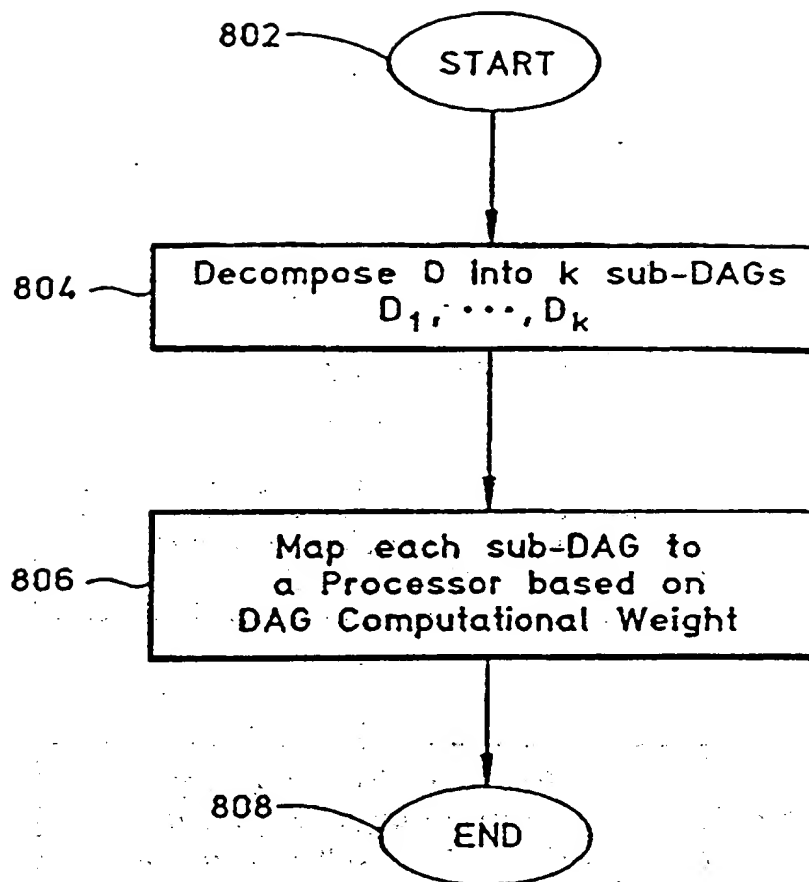 802
START
804
Decompose D into k sub-DAGs
D₁, ..., Dₖ
806
Map each sub-DAG to
a Processor based on
DAG Computational Weight
808
END